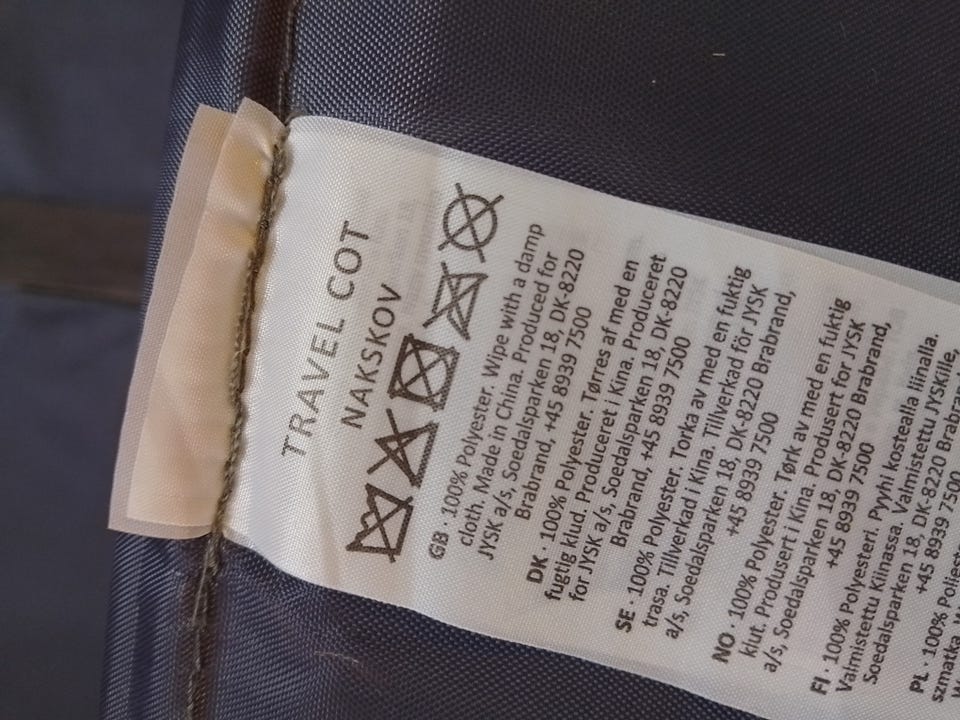 TRAVEL COT
NAKSKOV
GB · 100% Polyester. Wipe with a damp
cloth. Made in China. Produced for
JYSK a/s, Soedalsparken 18, DK-8220
Brabrand, +45 8939 7500
DK · 100% Polyester. Tørres af med en
fugtig klud. Produceret i Kina. Produceret
for JYSK a/s, Soedalsparken 18, DK-8220
Brabrand, +45 8939 7500
SE · 100% Polyester. Torka av med en fuktig
trasa. Tillverkad i Kina. Tillverkad för JYSK
a/s, Soedalsparken 18, DK-8220 Brabrand,
+45 8939 7500
NO · 100% Polyester. Tørk av med en fuktig
klut. Produsert i Kina. Produsert for JYSK
a/s, Soedalsparken 18, DK-8220 Brabrand,
+45 8939 7500
FI · 100% Polyesteri. Pyyhi kostealla liinalla.
Valmistettu Kiinassa. Valmistettu JYSKille,
Soedalsparken 18, DK-8220 Braband
+45 8939 7500
PL · 100% Poliest
szmatką.